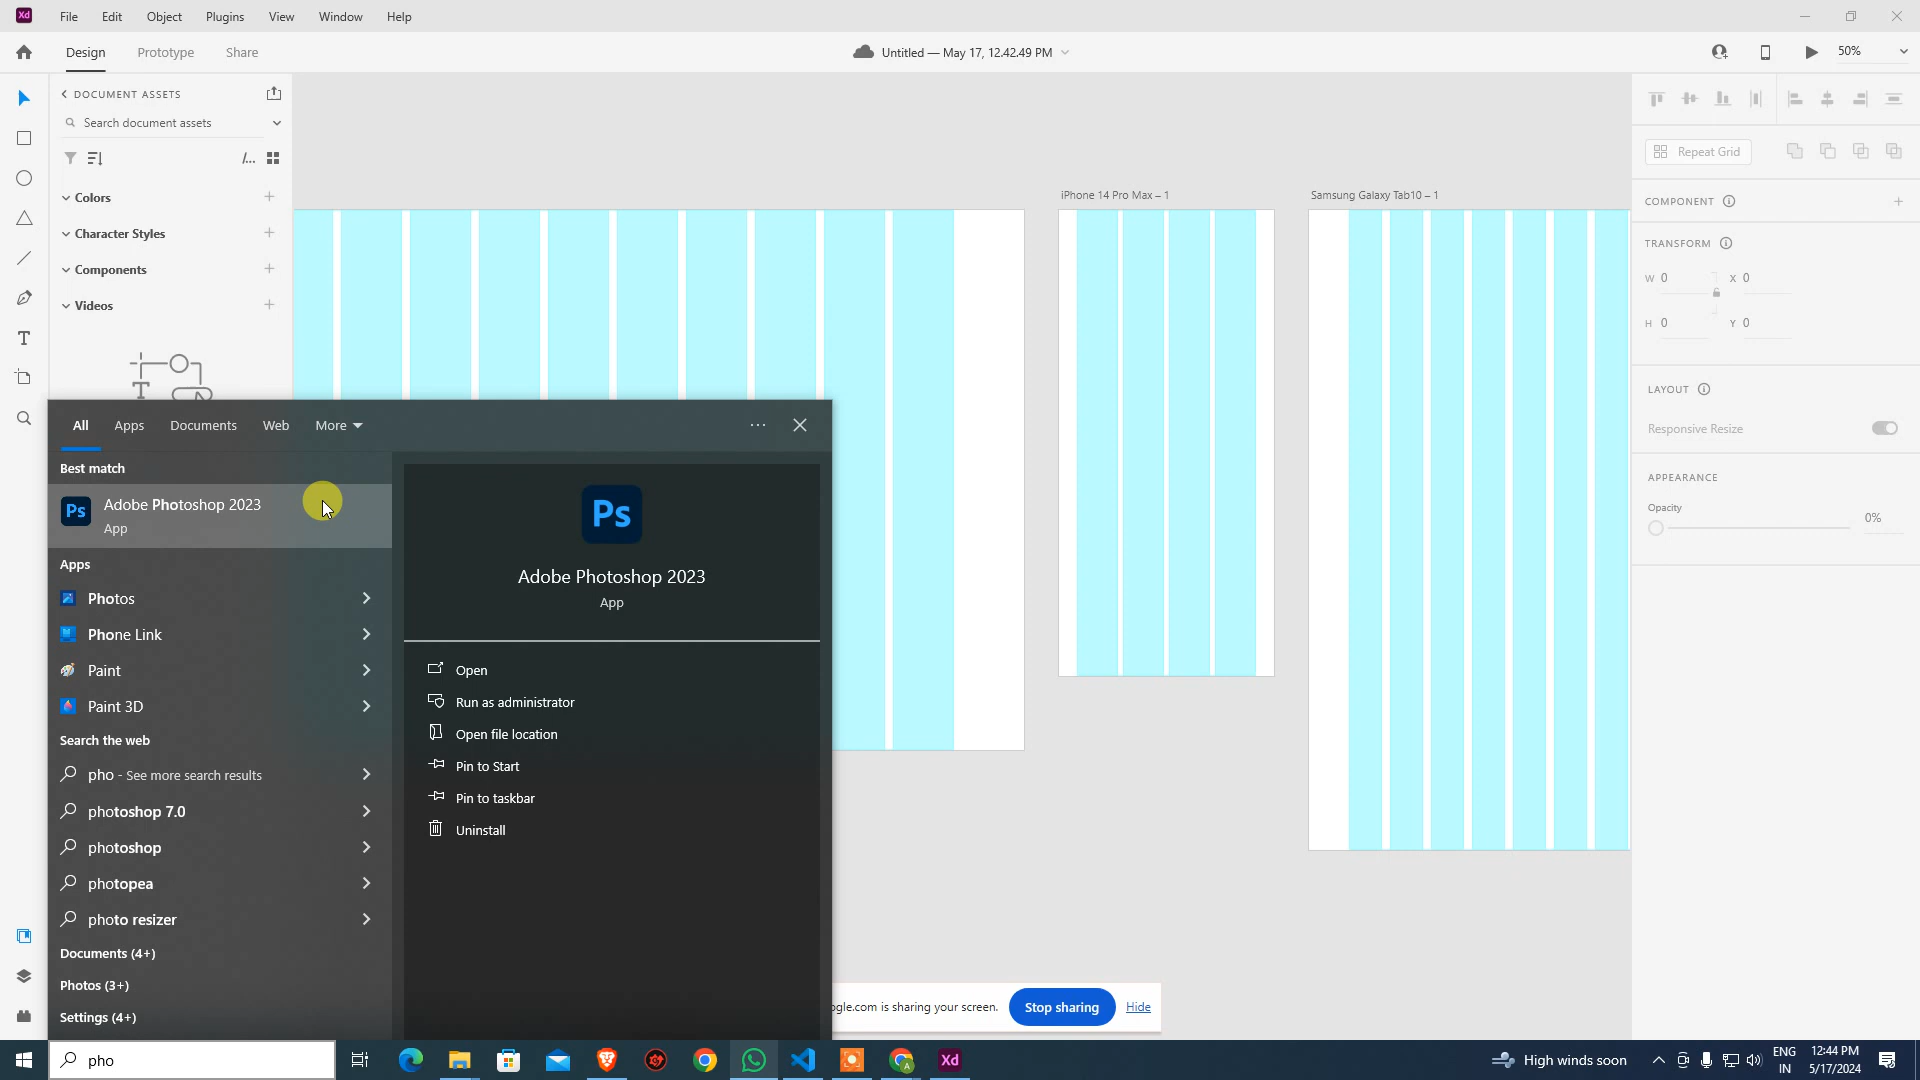 Xd File Edit Object Plugins View Window Help
Design Prototype Share
Untitled — May 17, 12.42.49 PM
50%
DOCUMENT ASSETS
Search document assets
/...
Colors
Character Styles
Components
Videos
iPhone 14 Pro Max – 1
Samsung Galaxy Tab10 – 1
Repeat Grid
COMPONENT
TRANSFORM
W 0 X 0
H 0 Y 0
LAYOUT
Responsive Resize
APPEARANCE
Opacity
0%
All Apps Documents Web More
Best match
Ps Adobe Photoshop 2023
App
Apps
Photos
Phone Link
Paint
Paint 3D
Search the web
pho - See more search results
photoshop 7.0
photoshop
photopea
photo resizer
Documents (4+)
Photos (3+)
Settings (4+)
Ps
Adobe Photoshop 2023
App
Open
Run as administrator
Open file location
Pin to Start
Pin to taskbar
Uninstall
ogle.com is sharing your screen. Stop sharing Hide
pho
A
Xd
High winds soon
ENG
IN
12:44 PM
5/17/2024